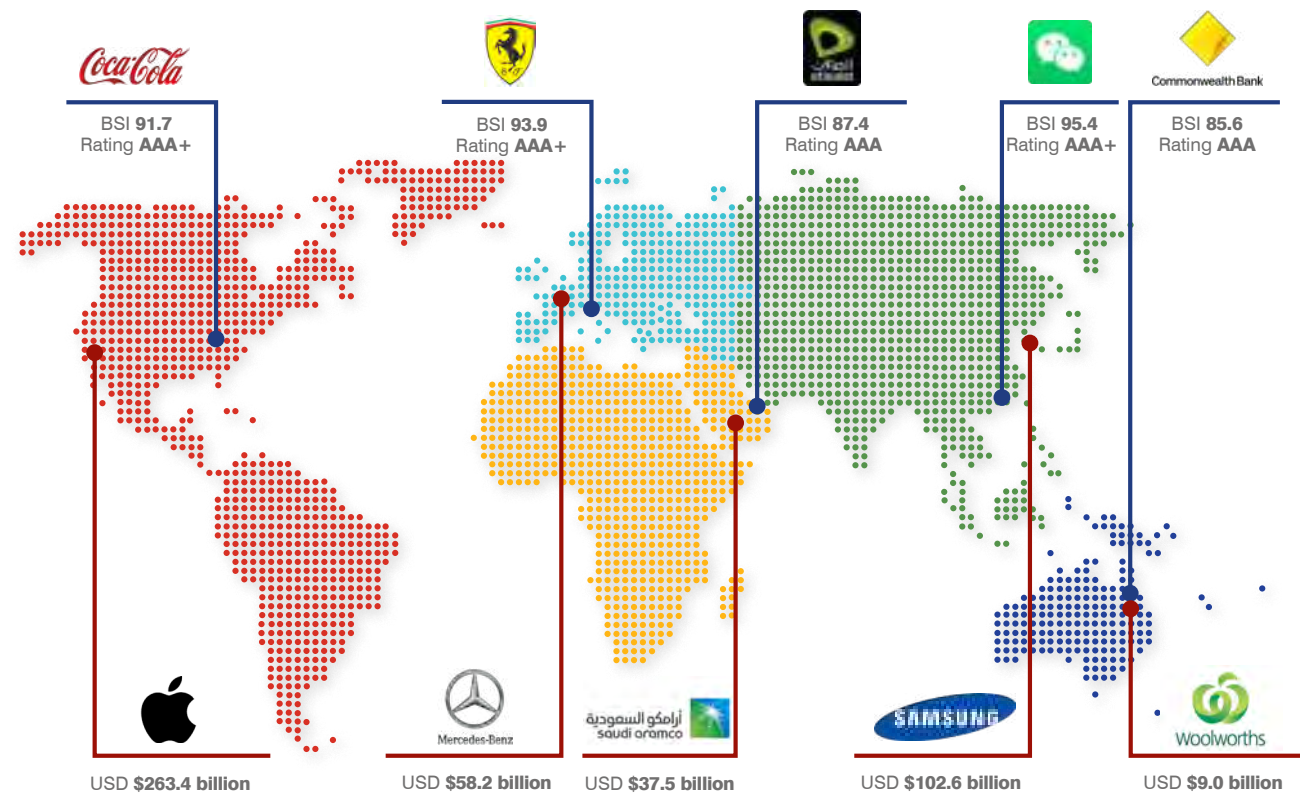 Coca-Cola
BSI 91.7
Rating AAA+
BSI 93.9
Rating AAA+
BSI 87.4
Rating AAA
BSI 95.4
Rating AAA+
CommonwealthBank
BSI 85.6
Rating AAA
USD $263.4 billion
Mercedes-Benz
USD $58.2 billion
أرامكو السعودية
saudi aramco
USD $37.5 billion
SAMSUNG
USD $102.6 billion
woolworths
USD $9.0 billion